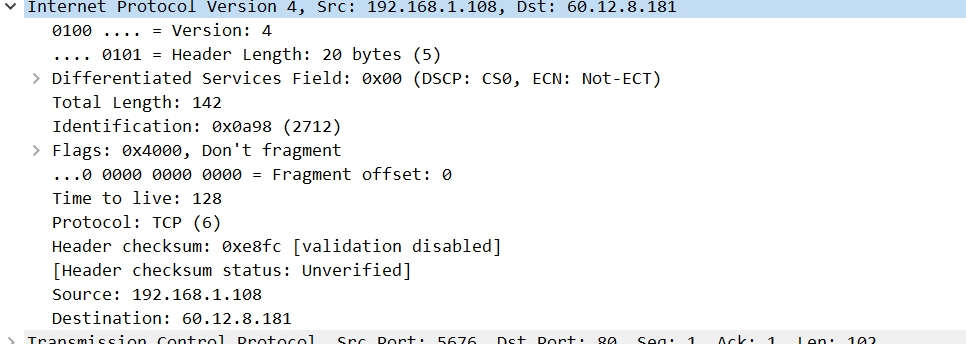 Internet Protocol Version 4, Src: 192.168.1.108, Dst: 60.12.8.181
0100 .... = Version: 4
.... 0101 = Header Length: 20 bytes (5)
Differentiated Services Field: 0x00 (DSCP: CS0, ECN: Not-ECT)
Total Length: 142
Identification: 0x0a98 (2712)
Flags: 0x4000, Don't fragment
...0 0000 0000 0000 = Fragment offset: 0
Time to live: 128
Protocol: TCP (6)
Header checksum: 0xe8fc [validation disabled]
[Header checksum status: Unverified]
Source: 192.168.1.108
Destination: 60.12.8.181
Transmission Control Protocol, Src Port: 5676, Dst Port: 80, Seq: 1, Ack: 1, Len: 102